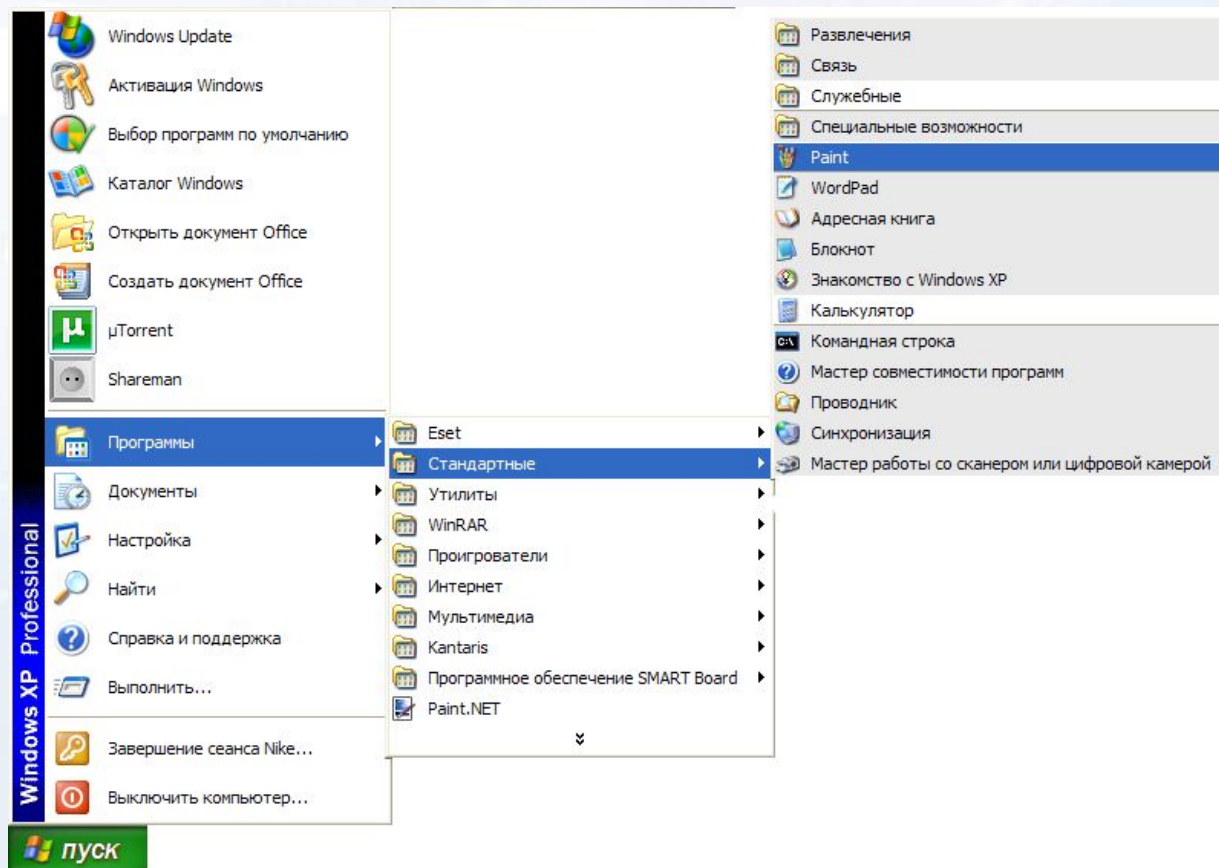 Windows Update
Активация Windows
Выбор программ по умолчанию
Каталог Windows
Открыть документ Office
Создать документ Office
µTorrent
Shareman
Программы
Документы
Настройка
Найти
Справка и поддержка
Выполнить...
Завершение сеанса Nike...
Выключить компьютер...
Windows XP Professional
пуск
Eset
Стандартные
Утилиты
WinRAR
Проигрователи
Интернет
Мультимедиа
Kantaris
Программное обеспечение SMART Board
Paint.NET
Развлечения
Связь
Служебные
Специальные возможности
Paint
WordPad
Адресная книга
Блокнот
Знакомство с Windows XP
Калькулятор
Командная строка
Мастер совместимости программ
Проводник
Синхронизация
Мастер работы со сканером или цифровой камерой